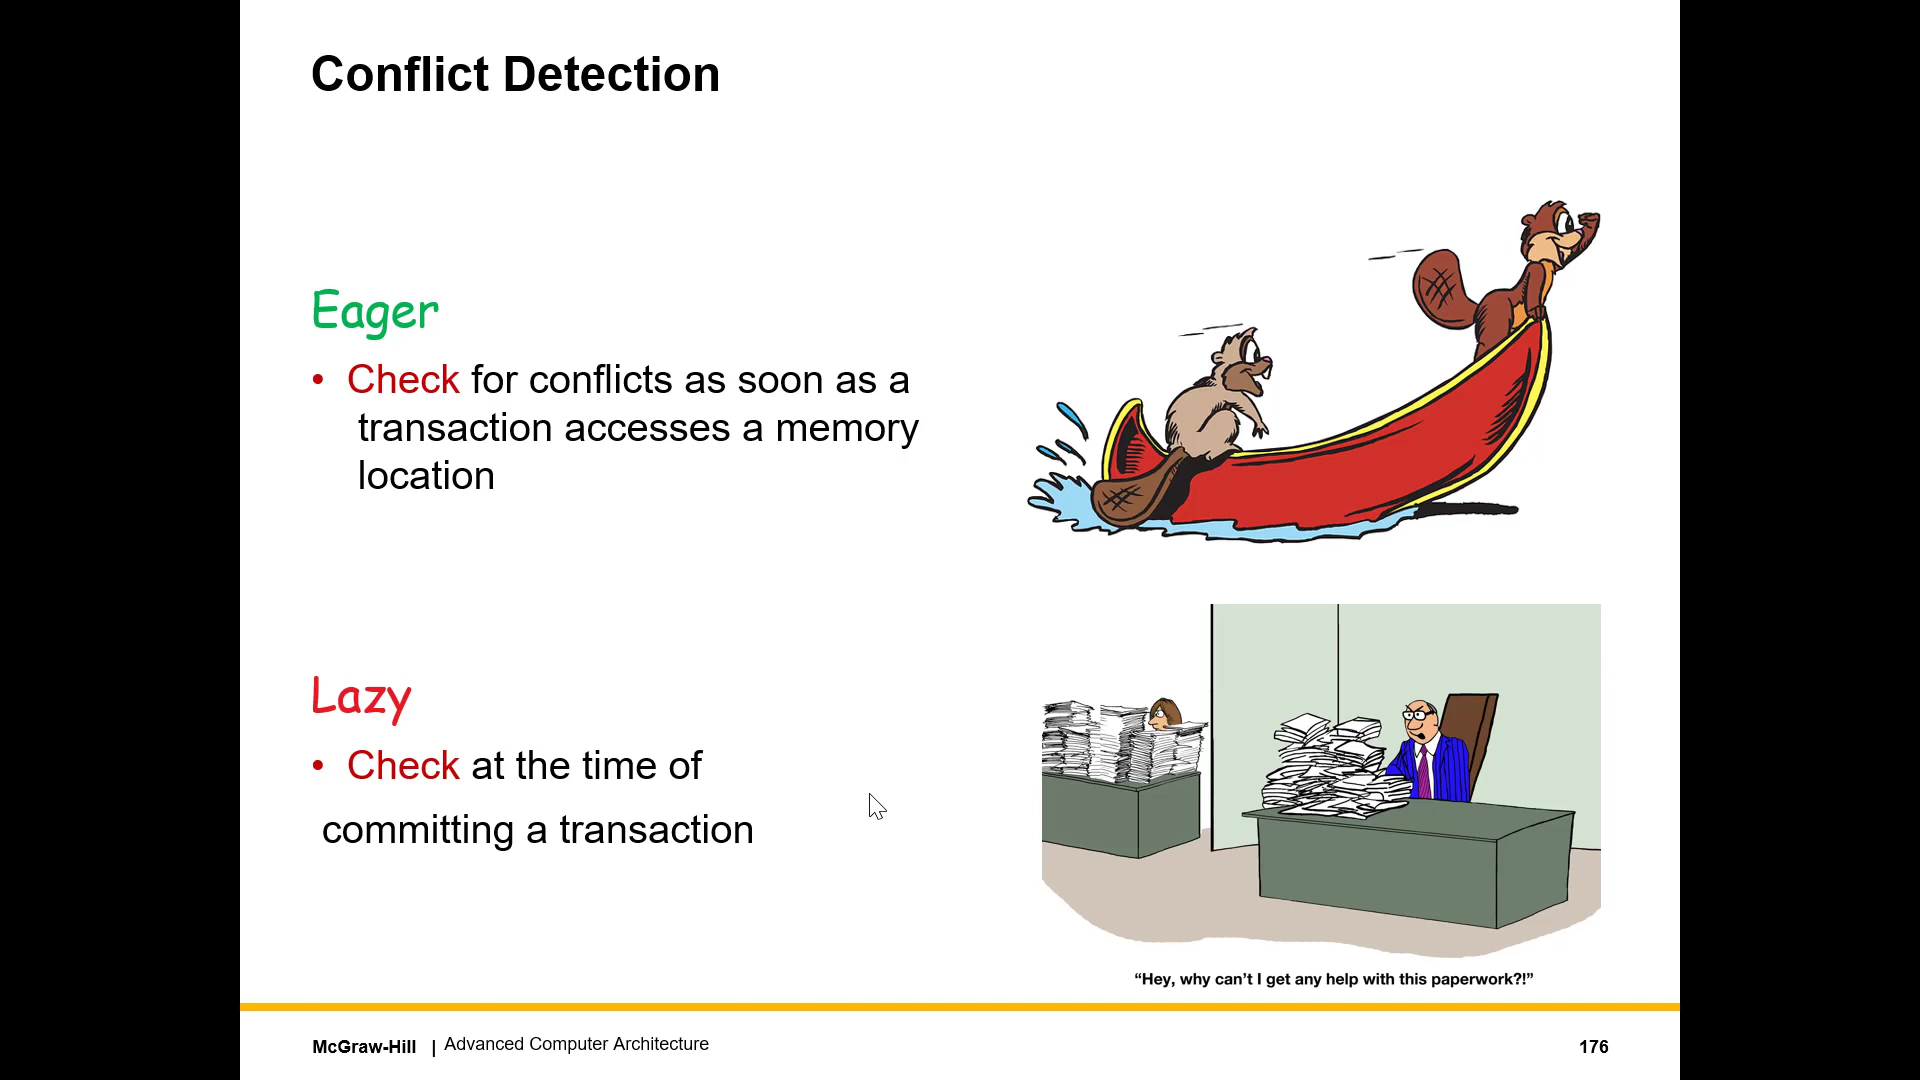 Conflict Detection
Eager
• Check for conflicts as soon as a
transaction accesses a memory
location
Lazy
• Check at the time of
committing a transaction
“Hey, why can’t I get any help with this paperwork?!”
McGraw-Hill | Advanced Computer Architecture
176